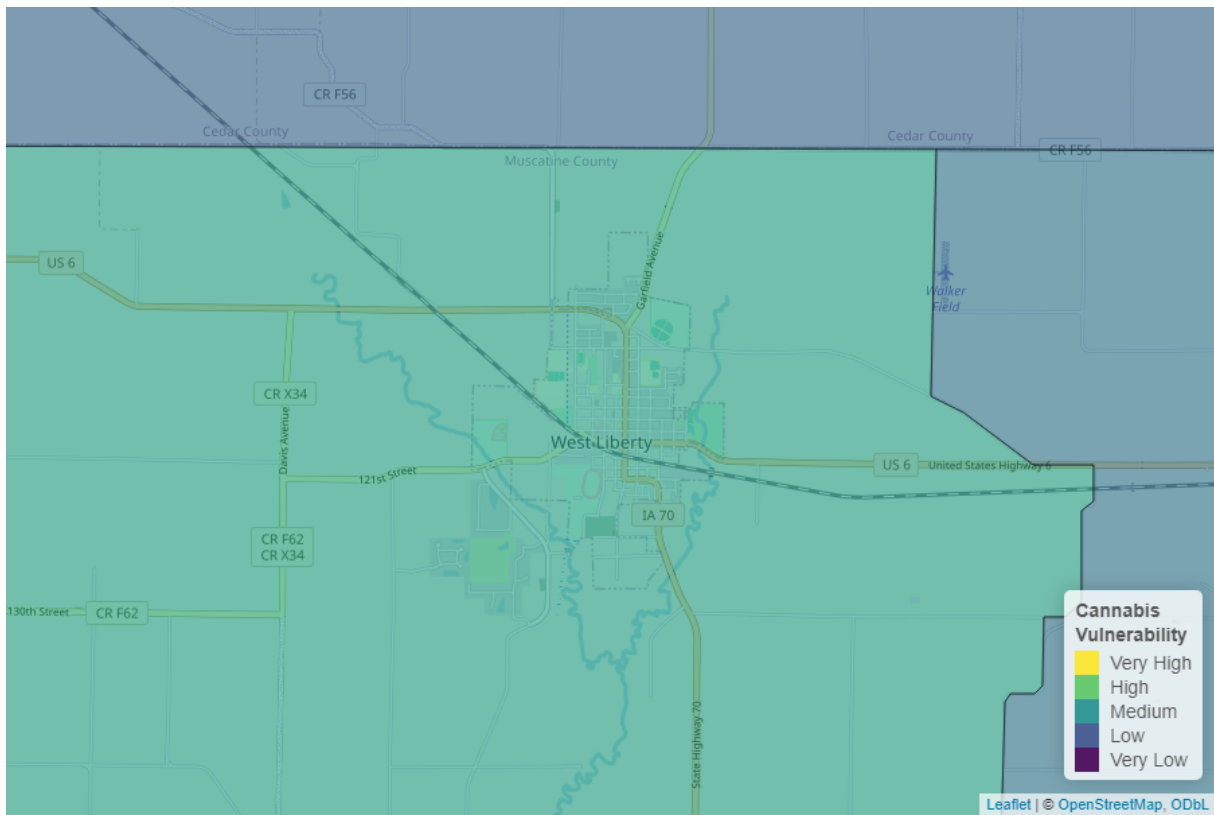 CR F56
Cedar County
Cedar County
CR F56
Muscatine County
US 6
Garfield Avenue
Walker
Field
CR X34
Davis Avenue
West Liberty
121st Street
US 6
United States Highway 6
IA 70
CR F62
CR X34
130th Street
CR F62
State Highway 70
Cannabis
Vulnerability
Very High
High
Medium
Low
Very Low
Leaflet | © OpenStreetMap, ODbL